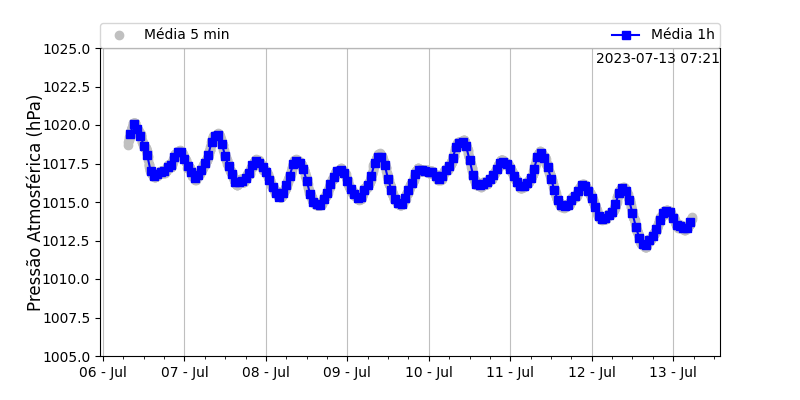 Média 5 min
Média 1h
2023-07-13 07:21
Pressão Atmosférica (hPa)
1025.0
1022.5
1020.0
1017.5
1015.0
1012.5
1010.0
1007.5
1005.0
06 - Jul
07 - Jul
08 - Jul
09 - Jul
10 - Jul
11 - Jul
12 - Jul
13 - Jul